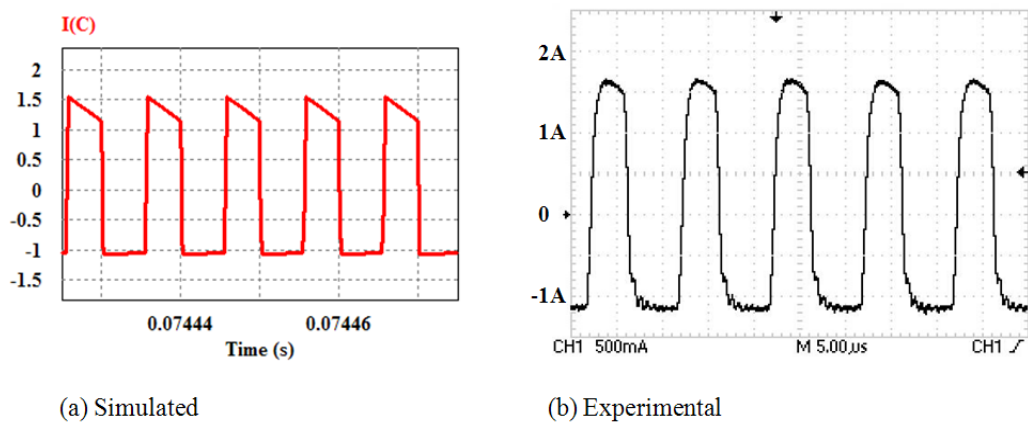 I(C)
2
1.5
1
0.5
0
-0.5
-1
-1.5
0.07444 0.07446
Time (s)
(a) Simulated
2A
1A
0
-1A
CH1 500mA M 5.00µs CH1
(b) Experimental